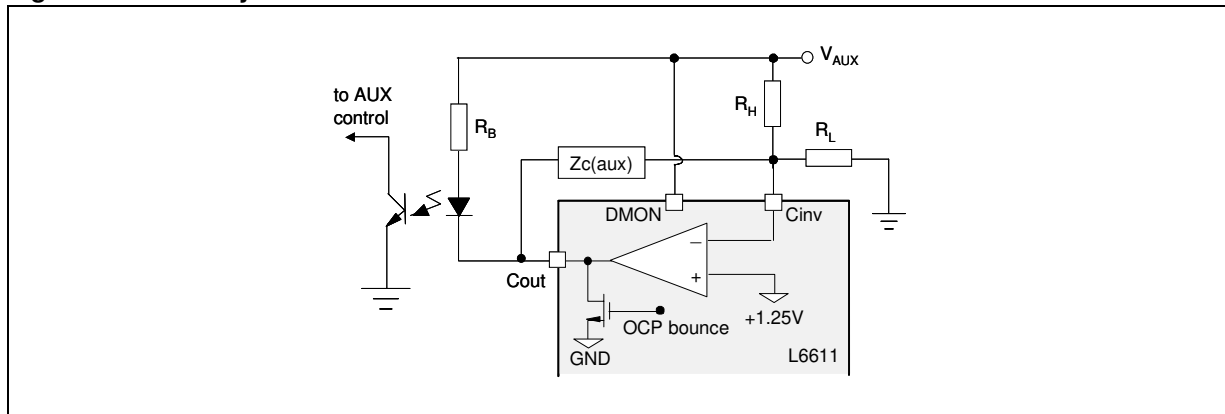 V_AUX
to AUX
control
R_H
R_B
R_L
Zc(aux)
DMON
Cinv
−
+
Cout
+1.25V
OCP bounce
GND
L6611